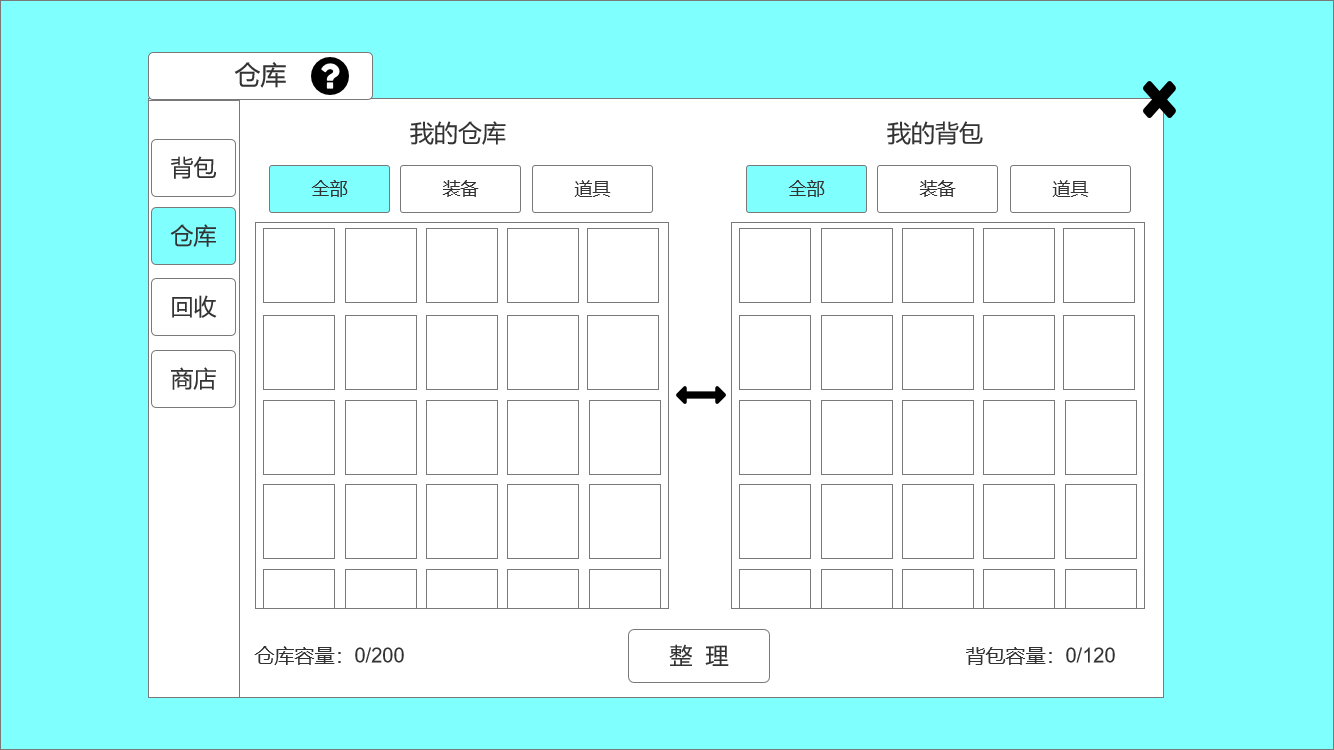 仓库
背包
仓库
回收
商店
我的仓库
全部 装备 道具
我的背包
全部 装备 道具
仓库容量：0/200
整 理
背包容量：0/120